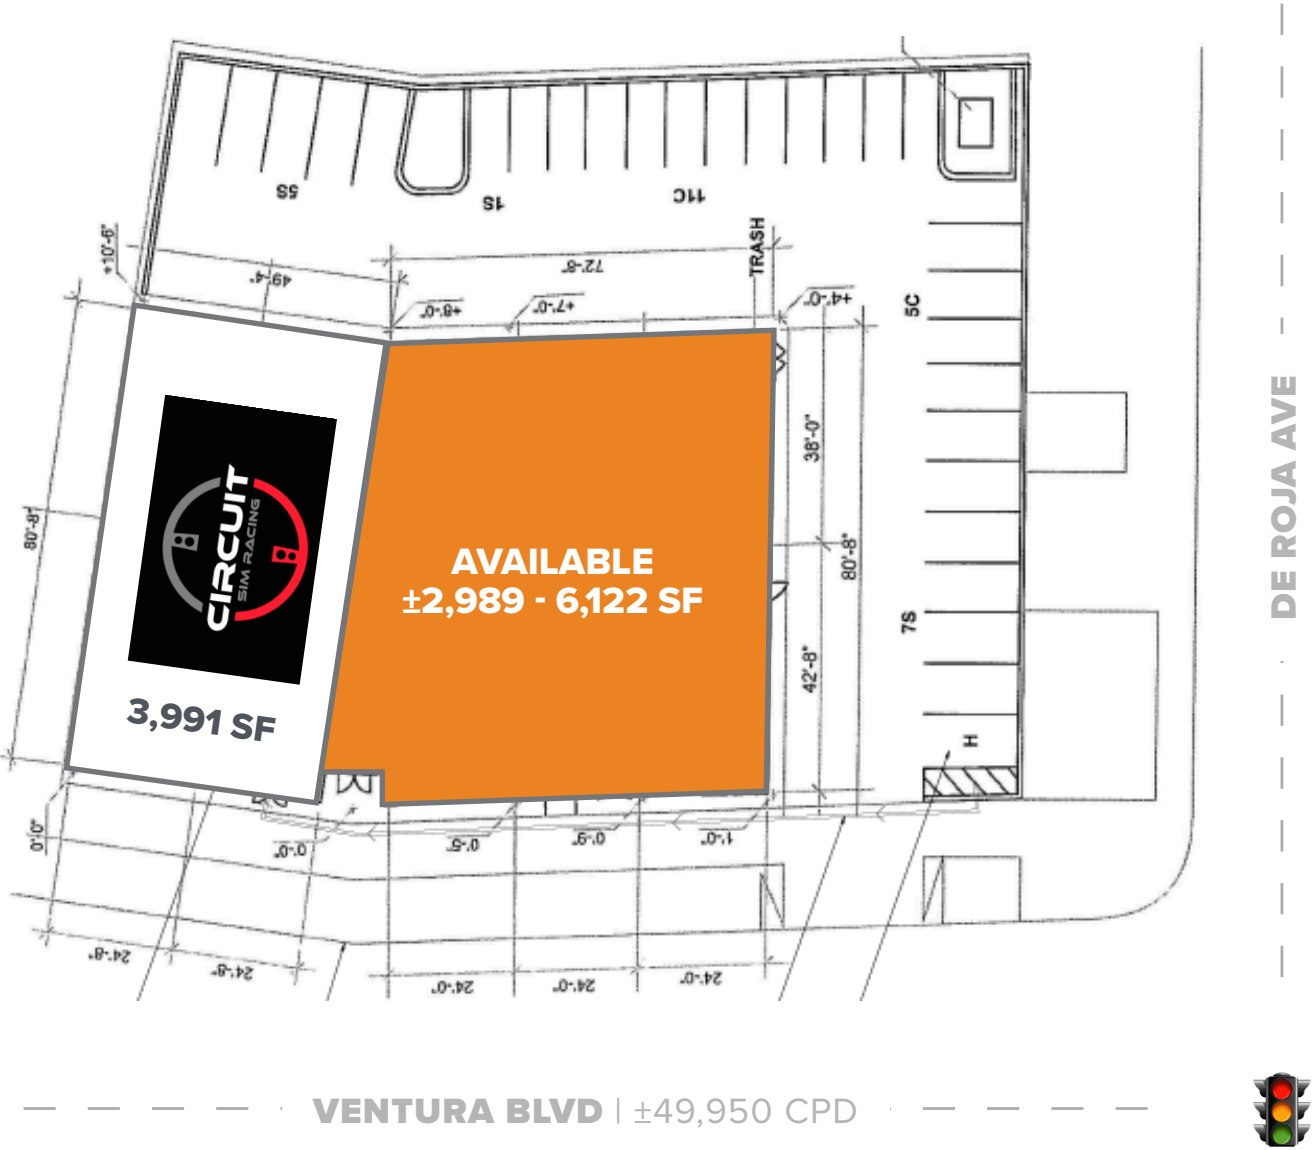 5S
1S
11C
TRASH
+10'-6"
49'-4"
72'-8"
+8'-0"
+7'-0"
+4'-0"
5C
38'-0"
80'-8"
80'-8"
CIRCUIT
SIM RACING
AVAILABLE
±2,989 - 6,122 SF
3,991 SF
42'-8"
7S
H
0'-0"
0'-0"
0'-5"
0'-9"
1'-0"
24'-8"
24'-8"
24'-0"
24'-0"
24'-0"
DE ROJA AVE
VENTURA BLVD | ±49,950 CPD